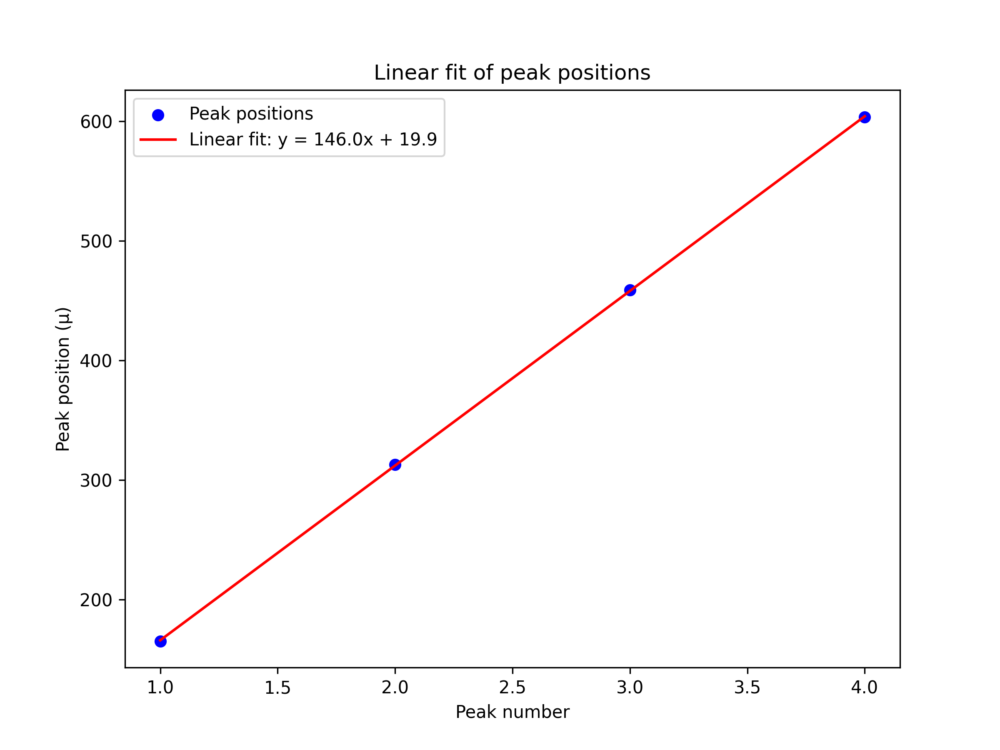 Linear fit of peak positions
Peak positions
Linear fit: y = 146.0x + 19.9
600
500
400
300
200
Peak position (μ)
1.0 1.5 2.0 2.5 3.0 3.5 4.0
Peak number